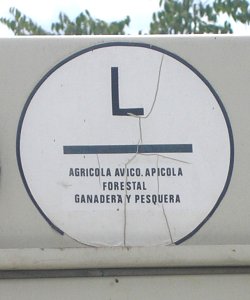 L
AGRICOLA AVICO. APICOLA
FORESTAL
GANADERA Y PESQUERA